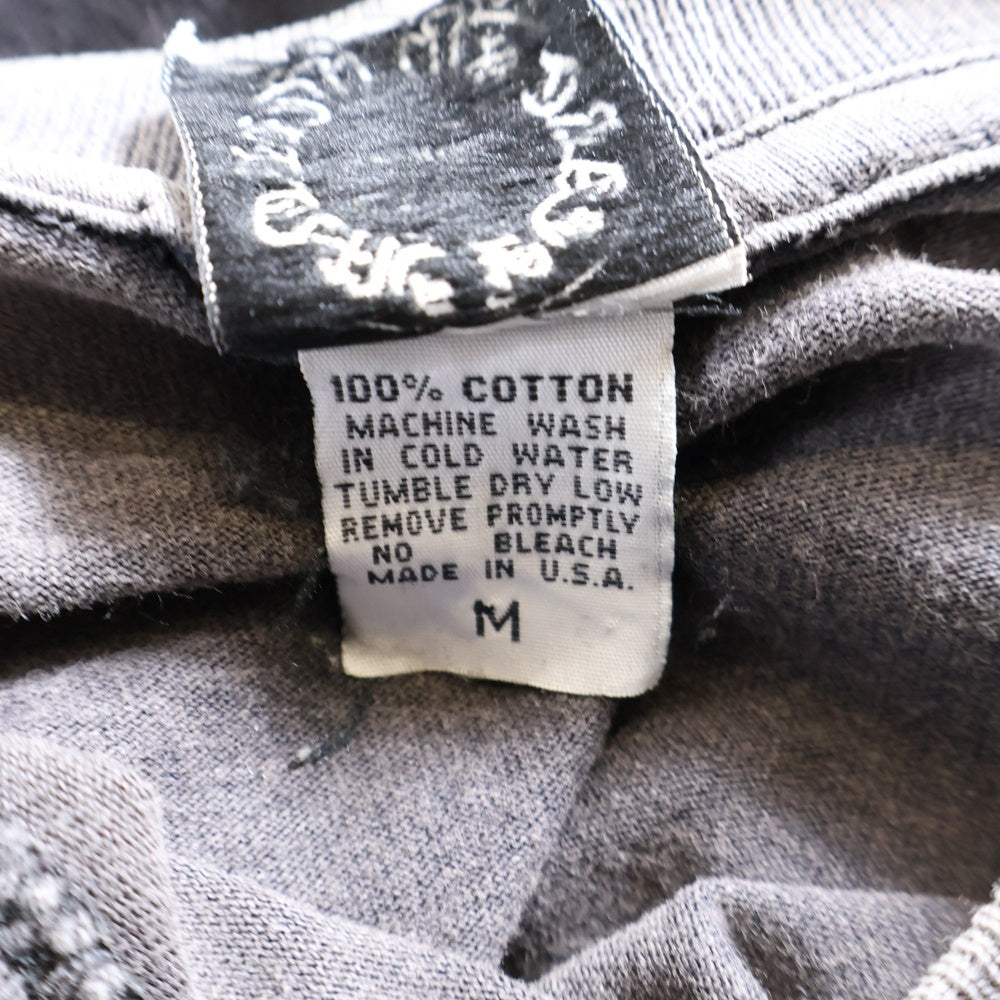 100% COTTON
MACHINE WASH
IN COLD WATER
TUMBLE DRY LOW
REMOVE PROMPTLY
NO BLEACH
MADE IN U.S.A.
M